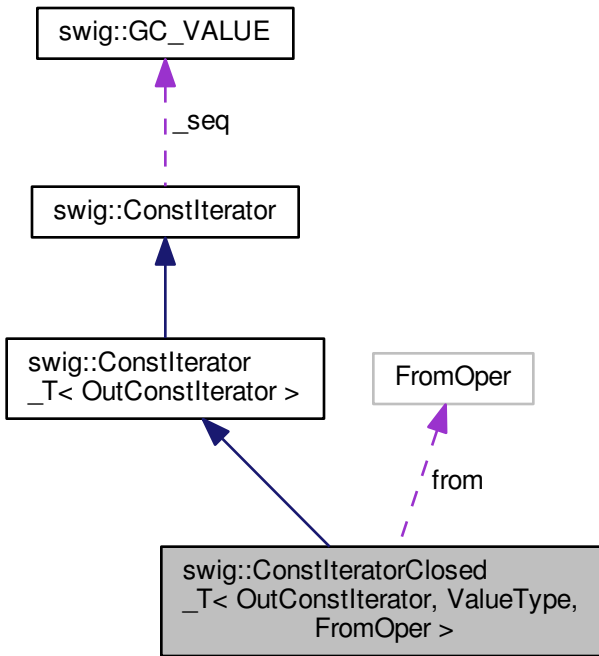 swig::GC_VALUE
_seq
swig::ConstIterator
swig::ConstIterator
_T< OutConstIterator >
FromOper
from
swig::ConstIteratorClosed
_T< OutConstIterator, ValueType,
FromOper >